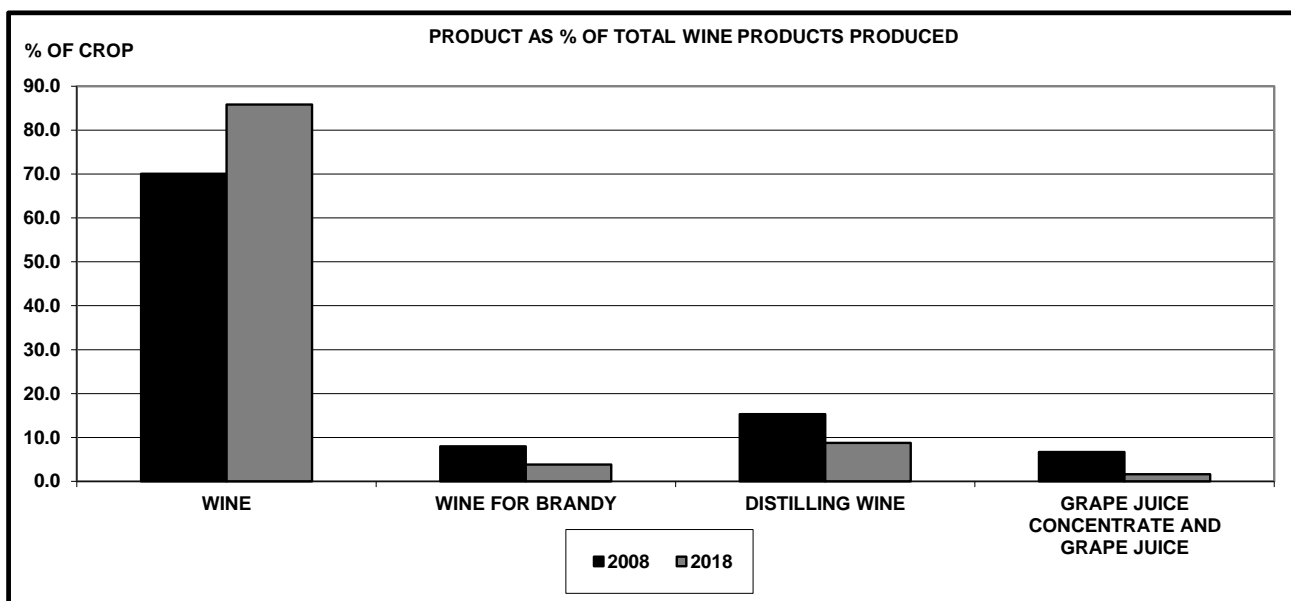 PRODUCT AS % OF TOTAL WINE PRODUCTS PRODUCED
% OF CROP
90.0
80.0
70.0
60.0
50.0
40.0
30.0
20.0
10.0
0.0
WINE
WINE FOR BRANDY
DISTILLING WINE
GRAPE JUICE
CONCENTRATE AND
GRAPE JUICE
2008
2018